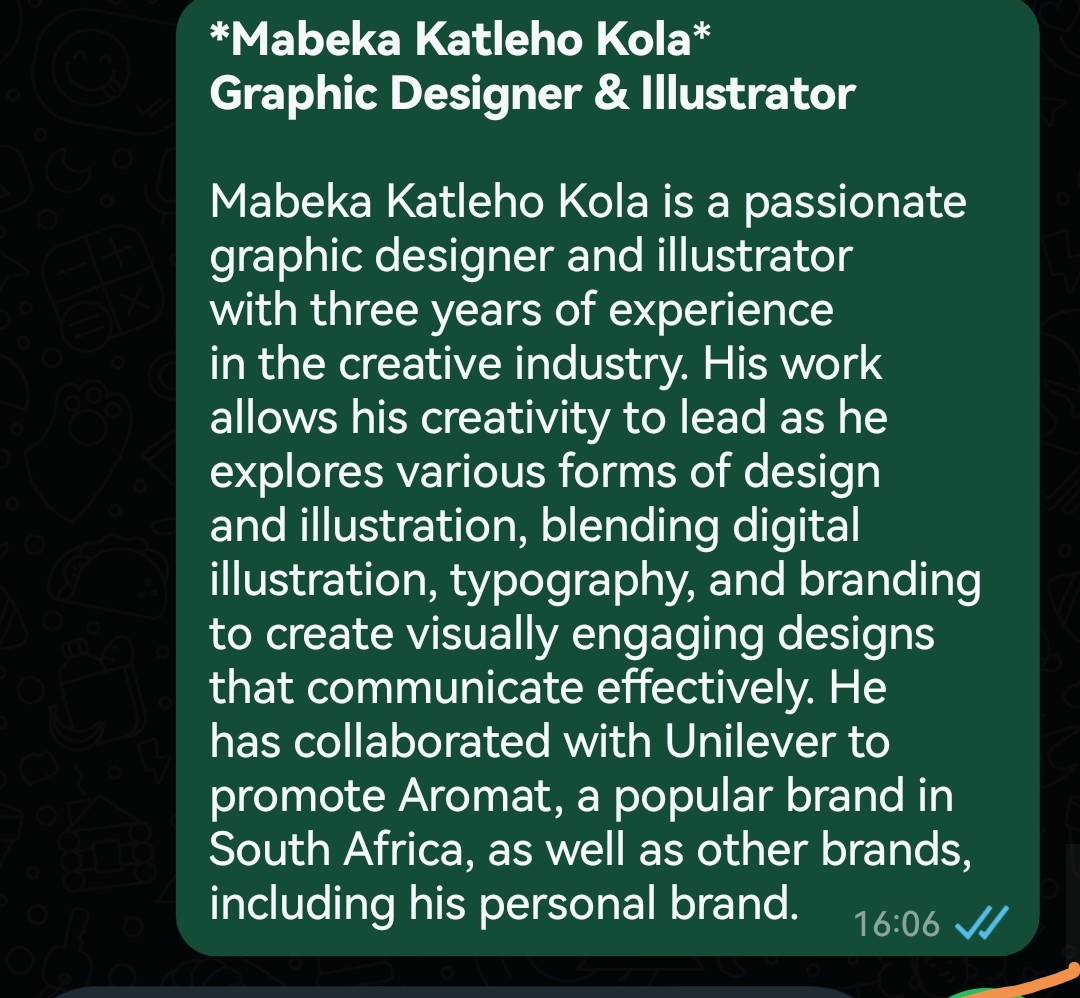 *Mabeka Katleho Kola*
Graphic Designer & Illustrator
Mabeka Katleho Kola is a passionate
graphic designer and illustrator
with three years of experience
in the creative industry. His work
allows his creativity to lead as he
explores various forms of design
and illustration, blending digital
illustration, typography, and branding
to create visually engaging designs
that communicate effectively. He
has collaborated with Unilever to
promote Aromat, a popular brand in
South Africa, as well as other brands,
including his personal brand.
16:06